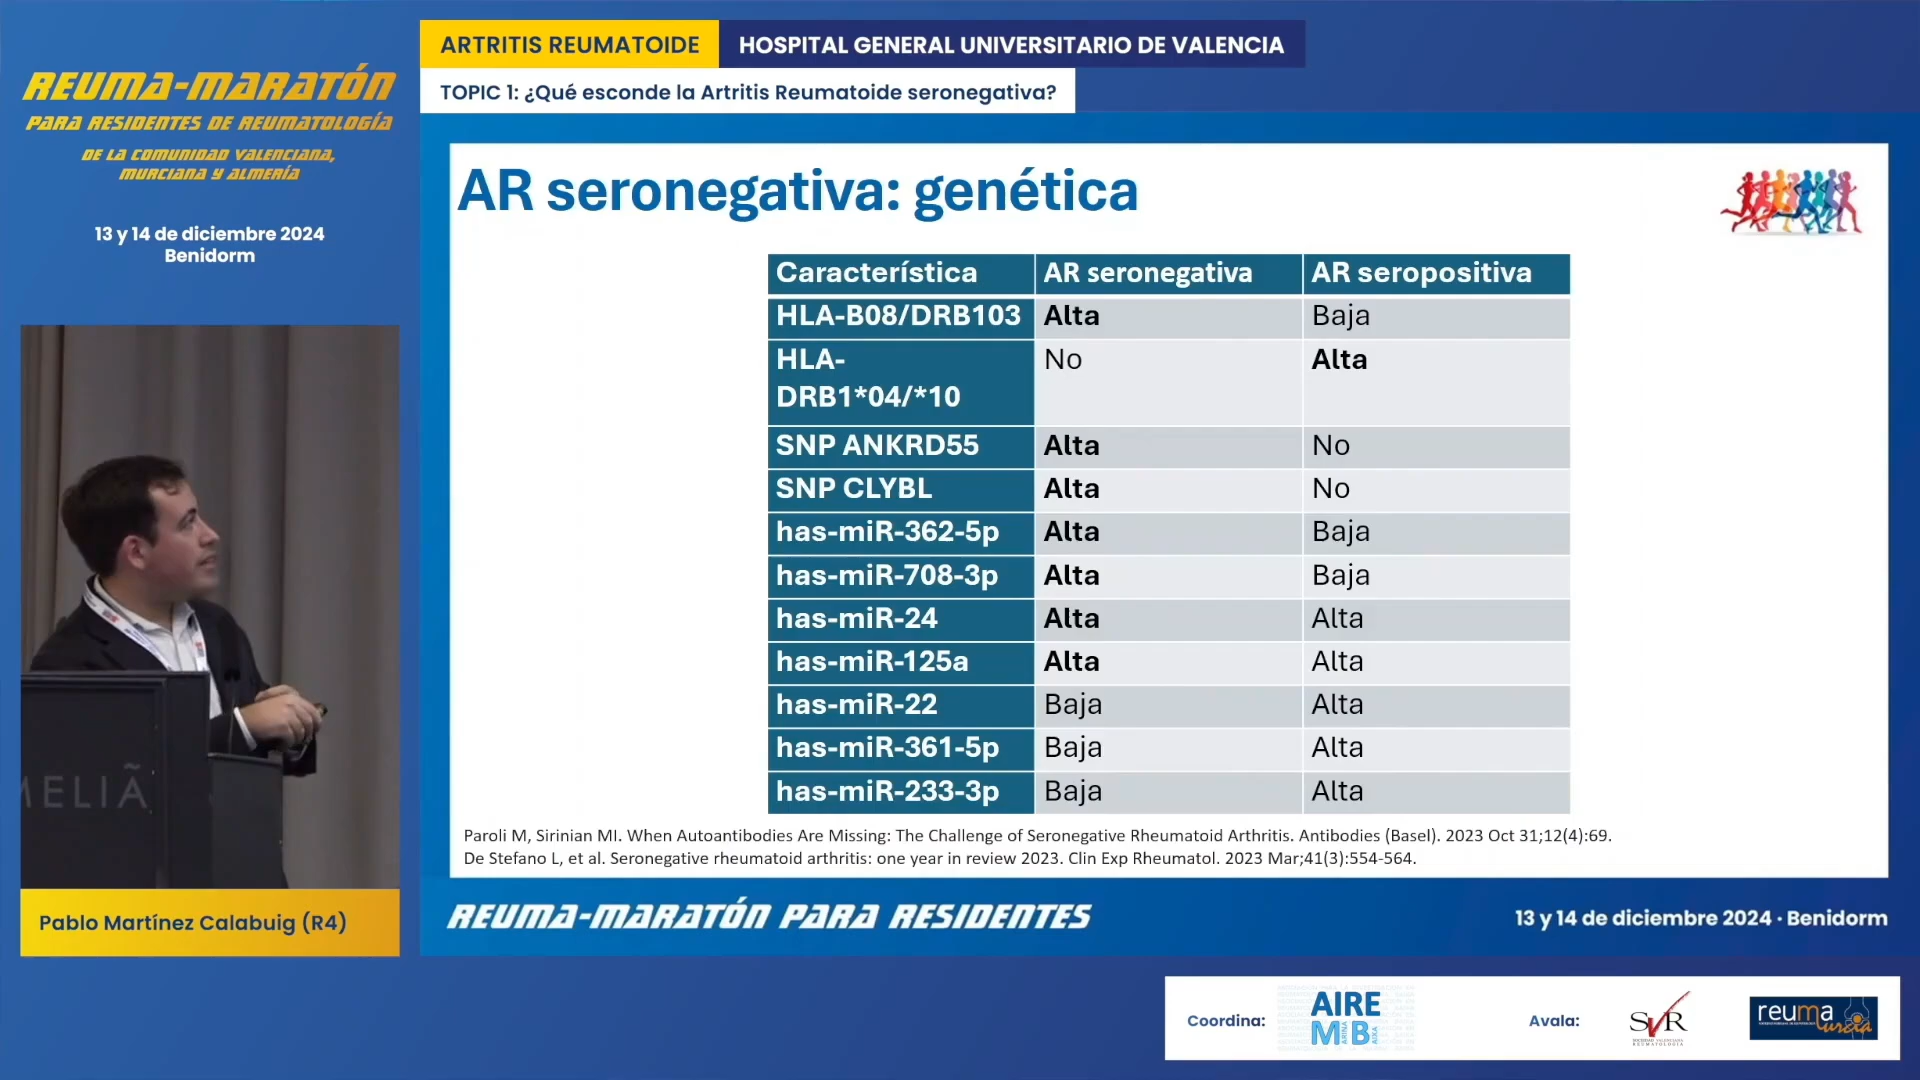 REUMA-MARATÓN
PARA RESIDENTES DE REUMATOLOGÍA
DE LA COMUNIDAD VALENCIANA,
MURCIANA Y ALMERÍA
13 y 14 de diciembre 2024
Benidorm
ARTRITIS REUMATOIDE HOSPITAL GENERAL UNIVERSITARIO DE VALENCIA
TOPIC 1: ¿Qué esconde la Artritis Reumatoide seronegativa?
AR seronegativa: genética
Característica AR seronegativa AR seropositiva
HLA-B08/DRB103 Alta Baja
HLA- No Alta
DRB1*04/*10
SNP ANKRD55 Alta No
SNP CLYBL Alta No
has-miR-362-5p Alta Baja
has-miR-708-3p Alta Baja
has-miR-24 Alta Alta
has-miR-125a Alta Alta
has-miR-22 Baja Alta
has-miR-361-5p Baja Alta
has-miR-233-3p Baja Alta
Paroli M, Sirinian MI. When Autoantibodies Are Missing: The Challenge of Seronegative Rheumatoid Arthritis. Antibodies (Basel). 2023 Oct 31;12(4):69.
De Stefano L, et al. Seronegative rheumatoid arthritis: one year in review 2023. Clin Exp Rheumatol. 2023 Mar;41(3):554-564.
MELIÃ
Pablo Martínez Calabuig (R4)
REUMA-MARATÓN PARA RESIDENTES
13 y 14 de diciembre 2024 · Benidorm
Coordina:
AIRE
MB
Avala:
SVR
SOCIEDAD VALENCIANA
REUMATOLOGÍA
reuma
urcia